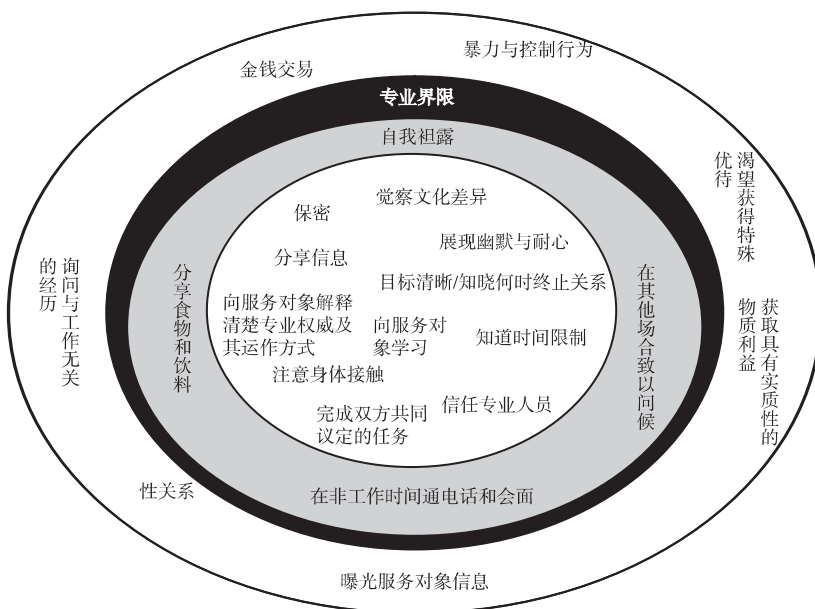 暴力与控制行为
金钱交易
专业界限
自我袒露
渴望获得特殊
优待
觉察文化差异
保密
展现幽默与耐心
分享信息
目标清晰/知晓何时终止关系
询问与工作无关
的经历
分享食物和饮料
向服务对象解释
清楚专业权威及
其运作方式
向服务对
象学习
知道时间限制
在其他场合致以问候
获取具有实质性的
物质利益
注意身体接触
信任专业人员
完成双方共同
议定的任务
性关系
在非工作时间通电话和会面
曝光服务对象信息